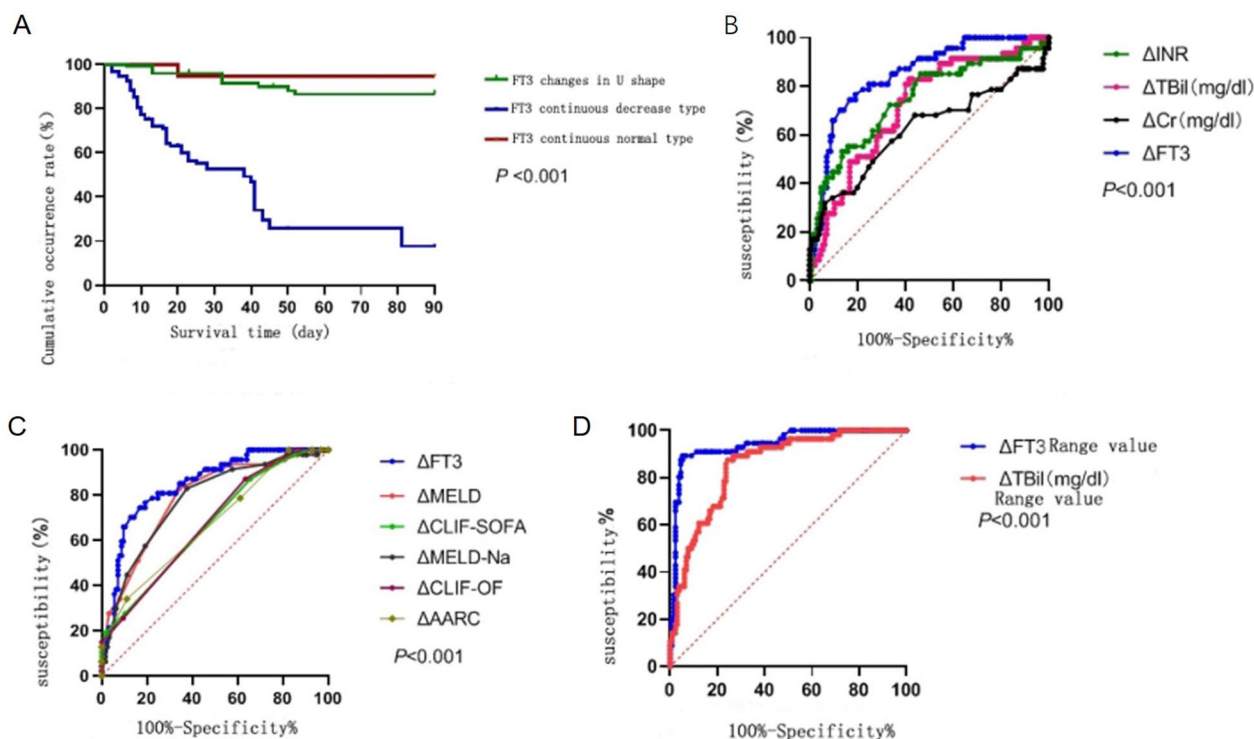 A
Cumulative occurrence rate(%)
100
80
60
40
20
0
0 10 20 30 40 50 60 70 80 90
Survival time (day)
FT3 changes in U shape
FT3 continuous decrease type
FT3 continuous normal type
P <0.001
B
susceptibility (%)
100
80
60
40
20
0
0 20 40 60 80 100
100%-Specificity%
ΔINR
ΔTBil(mg/dl)
ΔCr(mg/dl)
ΔFT3
P<0.001
C
susceptibility (%)
100
80
60
40
20
0
0 20 40 60 80 100
100%-Specificity%
ΔFT3
ΔMELD
ΔCLIF-SOFA
ΔMELD-Na
ΔCLIF-OF
ΔAARC
P<0.001
D
susceptibility %
100
80
60
40
20
0
0 20 40 60 80 100
100%-Specificity%
ΔFT3 Range value
ΔTBil(mg/dl)
Range value
P<0.001